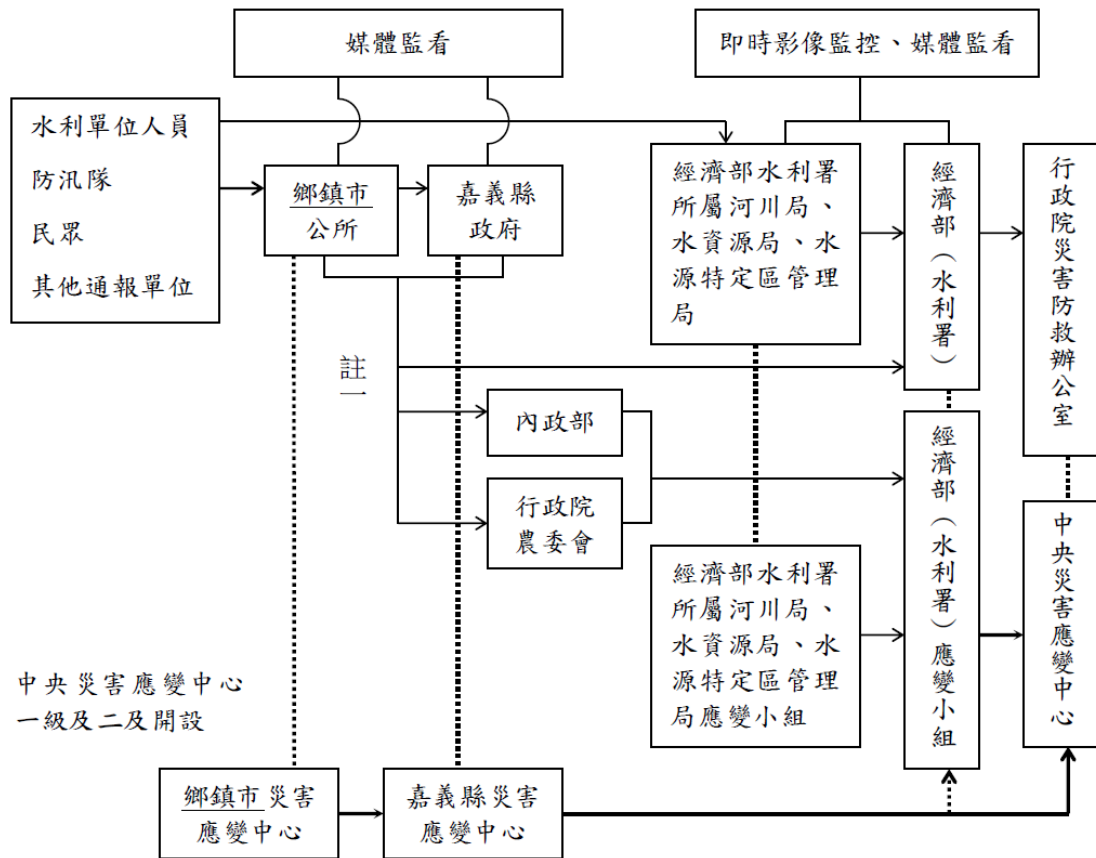 媒體監看
即時影像監控、媒體監看
水利單位人員
防汛隊
民眾
其他通報單位
鄉鎮市
公所
嘉義縣
政府
經濟部水利署
所屬河川局、
水資源局、水
源特定區管理
局
經濟部（水利署）
行政院災害防救辦公室
註一
內政部
行政院
農委會
經濟部水利署
所屬河川局、
水資源局、水
源特定區管理
局應變小組
經濟部（水利署）應變小組
中央災害應變中心
中央災害應變中心
一級及二及開設
鄉鎮市災害
應變中心
嘉義縣災害
應變中心